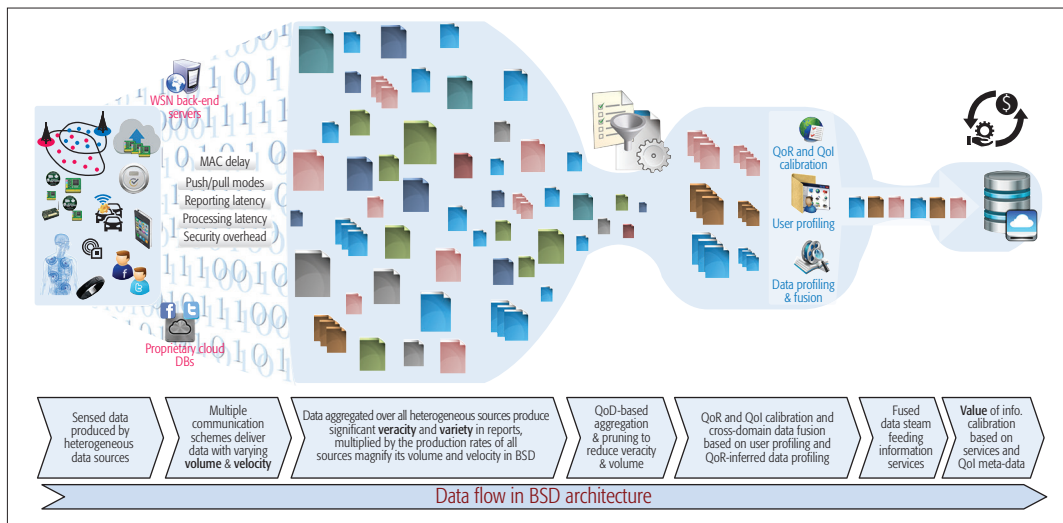 WSN back-end
servers
MAC delay
Push/pull modes
Reporting latency
Processing latency
Security overhead
Proprietary cloud
DBs
QoR and QoI
calibration
User profiling
Data profiling
& fusion
Sensed data
produced by
heterogeneous
data sources
Multiple
communication
schemes deliver
data with varying
volume & velocity
Data aggregated over all heterogeneous sources produce
significant veracity and variety in reports,
multiplied by the production rates of all
sources magnify its volume and velocity in BSD
QoD-based
aggregation
& pruning to
reduce veracity
& volume
QoR and QoI calibration and
cross-domain data fusion
based on user profiling and
QoR-inferred data profiling
Fused
data steam
feeding
information
services
Value of info.
calibration
based on
services and
QoI meta-data
Data flow in BSD architecture